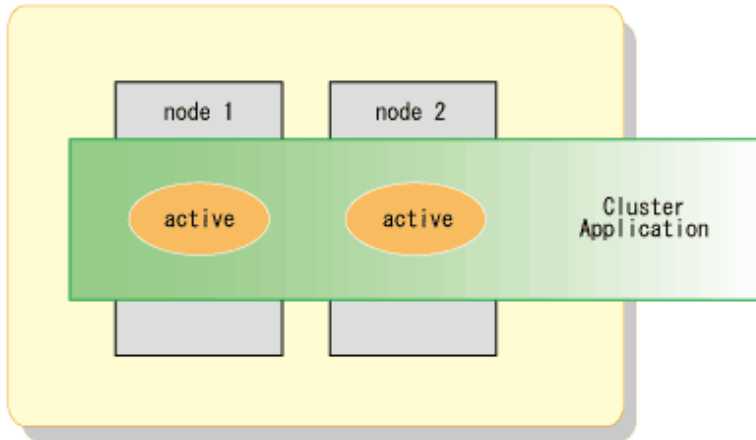 node 1
node 2
active
active
Cluster
Application